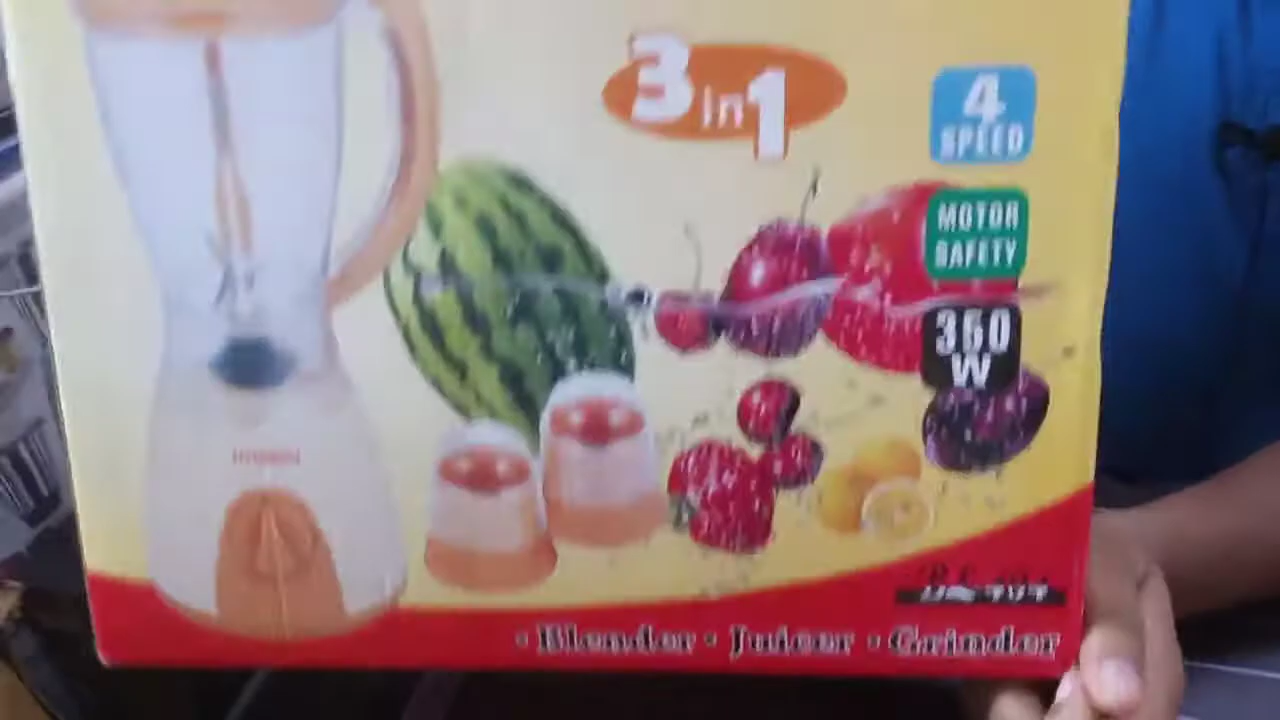 3 in 1
4
SPEED
MOTOR
SAFETY
350
W
• Blender • Juicer • Grinder